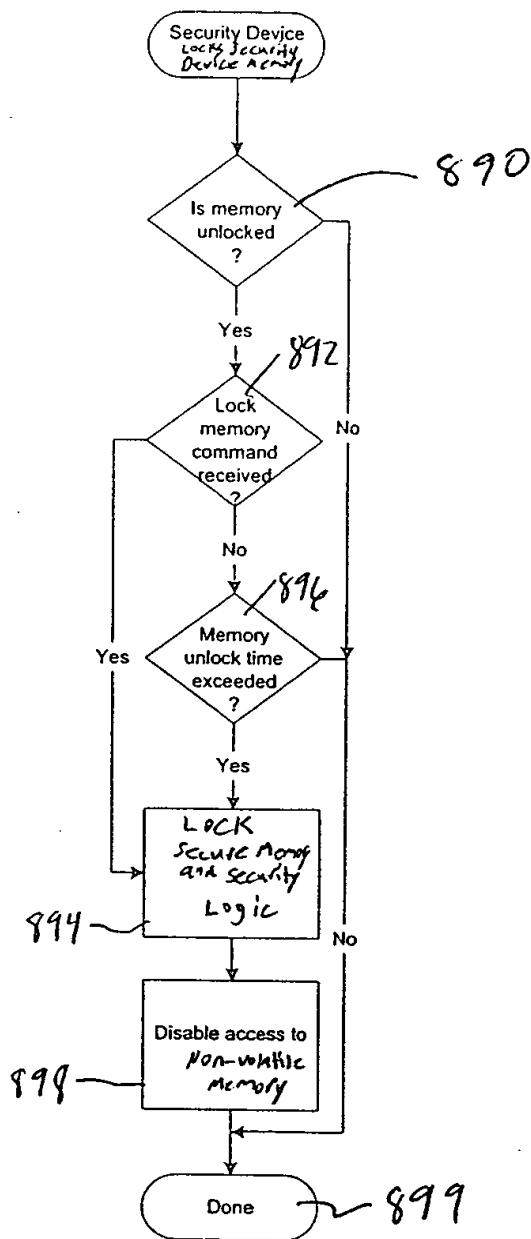 Security Device
Locks Security
Device Memory
890
Is memory
unlocked
?
Yes
892
Lock
memory
command
received
?
No
No
896
Memory
unlock time
exceeded
?
Yes
Yes
LOCK
Secure Memory
and Security
Logic
894
No
Disable access to
Non-volatile
Memory
898
Done
899